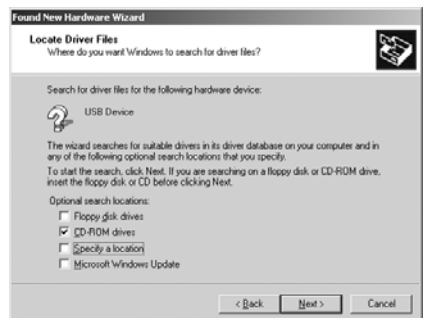 Found New Hardware Wizard
Locate Driver Files
Where do you want Windows to search for driver files?
Search for driver files for the following hardware device:
USB Device
The wizard searches for suitable drivers in its driver database on your computer and in
any of the following optional search locations that you specify.
To start the search, click Next. If you are searching on a floppy disk or CD-ROM drive,
insert the floppy disk or CD before clicking Next.
Optional search locations:
Floppy disk drives
CD-ROM drives
Specify a location
Microsoft Windows Update
< Back Next > Cancel